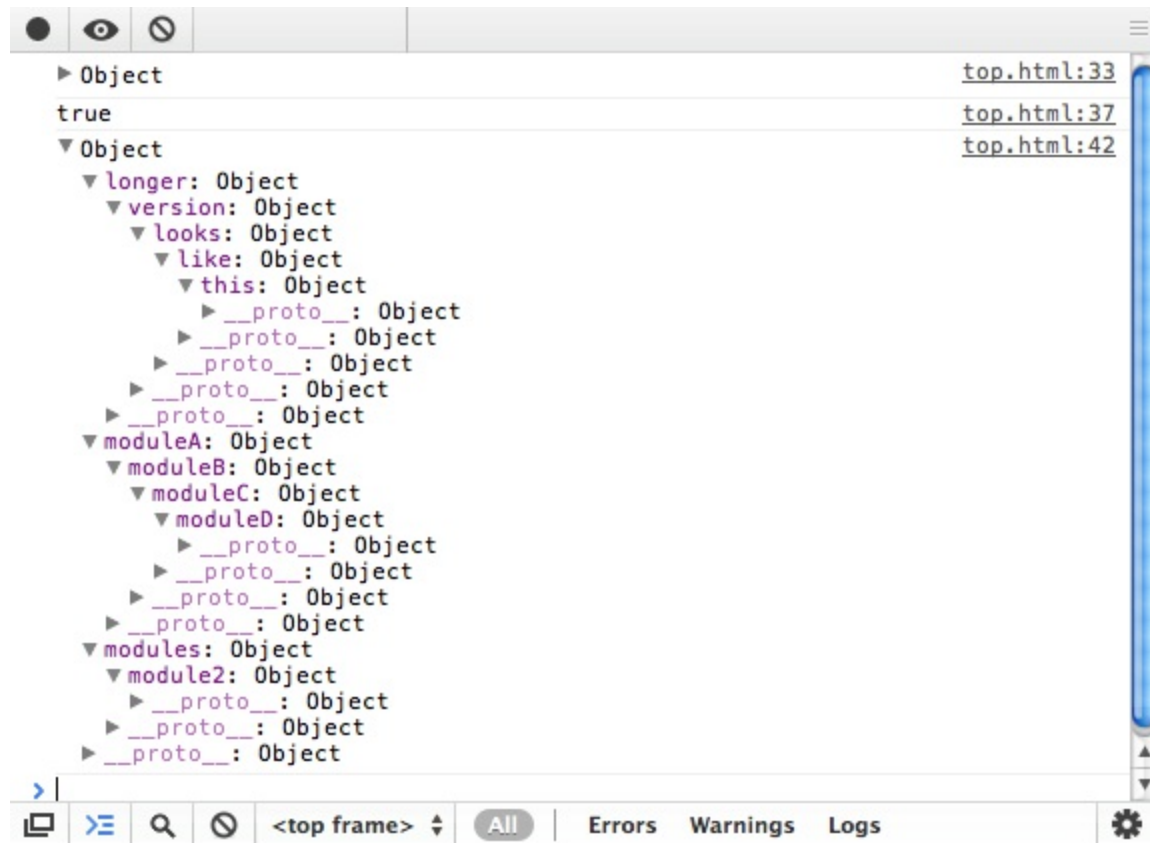 Object top.html:33
true top.html:37
Object top.html:42
longer: Object
version: Object
looks: Object
like: Object
this: Object
__proto__: Object
__proto__: Object
__proto__: Object
__proto__: Object
__proto__: Object
moduleA: Object
moduleB: Object
moduleC: Object
moduleD: Object
__proto__: Object
__proto__: Object
__proto__: Object
__proto__: Object
modules: Object
module2: Object
__proto__: Object
__proto__: Object
__proto__: Object
<top frame> All Errors Warnings Logs